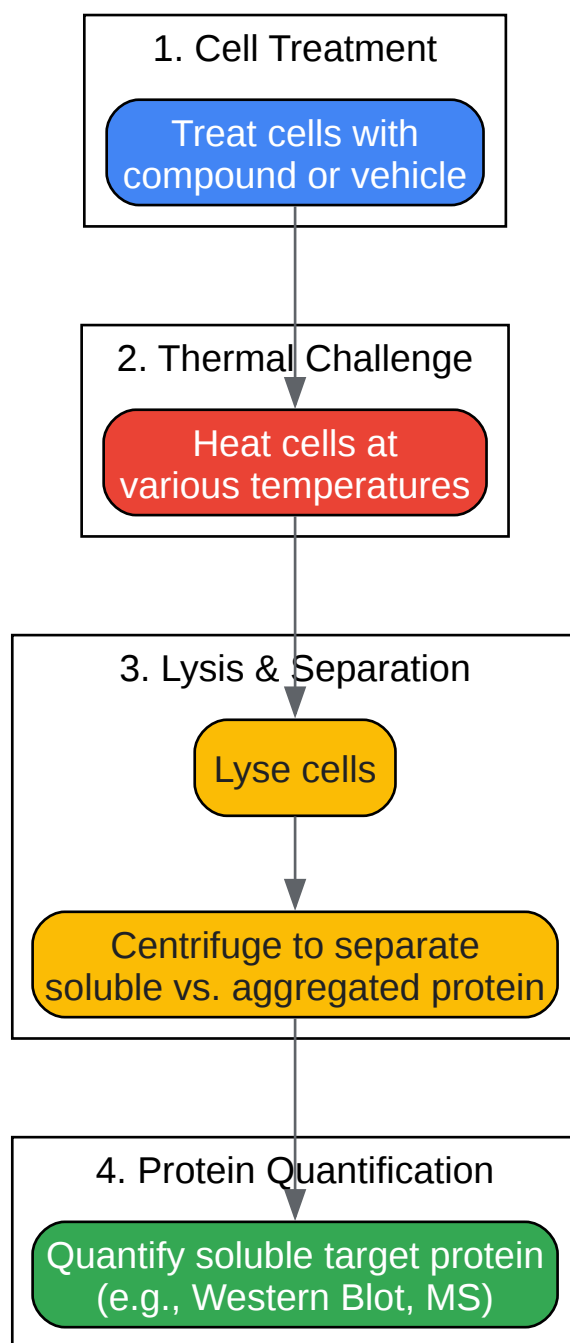 1. Cell Treatment
Treat cells with
compound or vehicle
2. Thermal Challenge
Heat cells at
various temperatures
3. Lysis & Separation
Lyse cells
Centrifuge to separate
soluble vs. aggregated protein
4. Protein Quantification
Quantify soluble target protein
(e.g., Western Blot, MS)